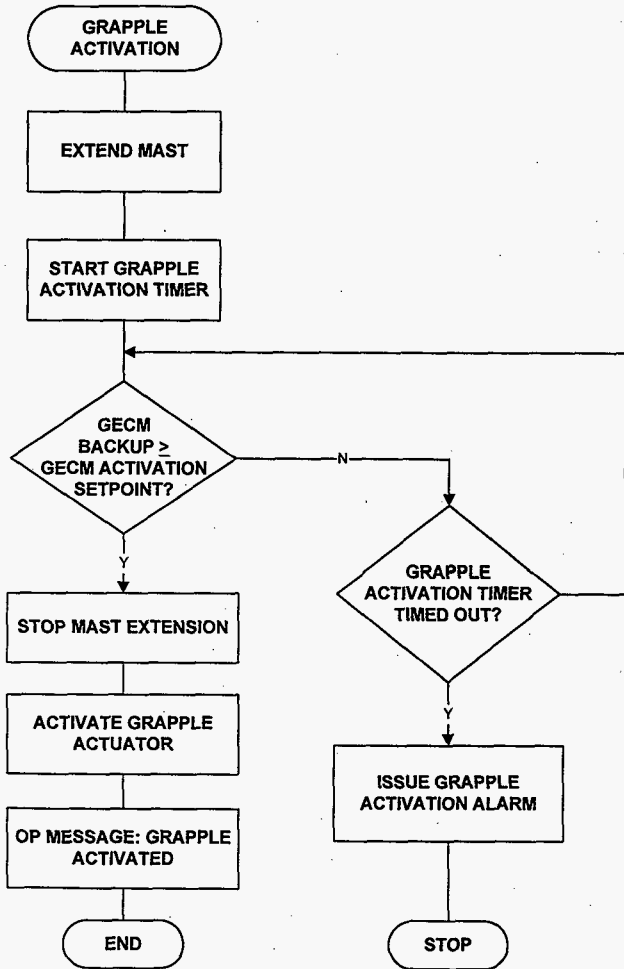 GRAPPLE
ACTIVATION
EXTEND MAST
START GRAPPLE
ACTIVATION TIMER
GECM
BACKUP ≥
GECM ACTIVATION
SETPOINT?
N
Y
GRAPPLE
ACTIVATION TIMER
TIMED OUT?
STOP MAST EXTENSION
Y
ACTIVATE GRAPPLE
ACTUATOR
ISSUE GRAPPLE
ACTIVATION ALARM
OP MESSAGE: GRAPPLE
ACTIVATED
END
STOP